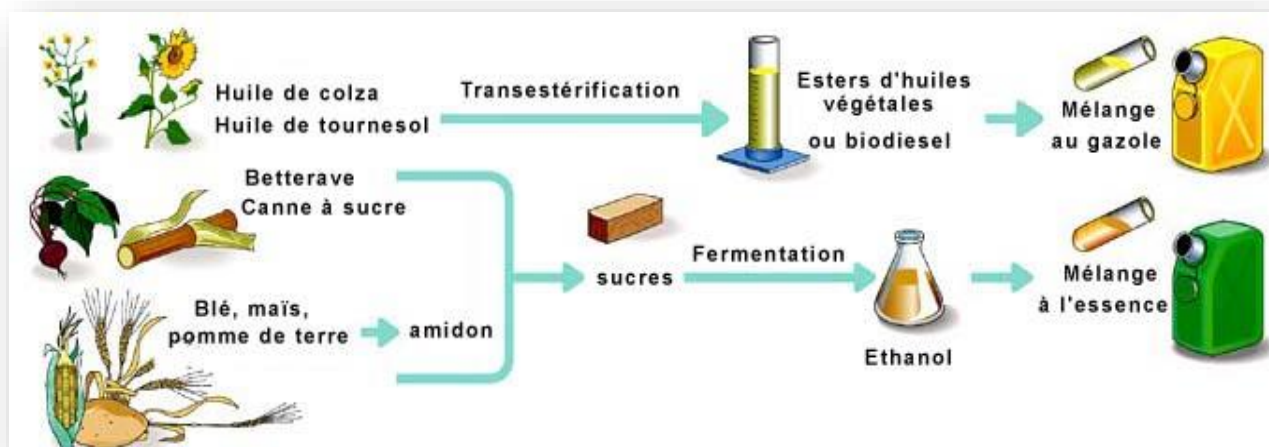 Huile de colza
Huile de tournesol
Transestérification
Esters d'huiles
végétales
ou biodiesel
Mélange
au gazole
Betterave
Canne à sucre
Blé, maïs,
pomme de terre
amidon
sucres
Fermentation
Ethanol
Mélange
à l'essence